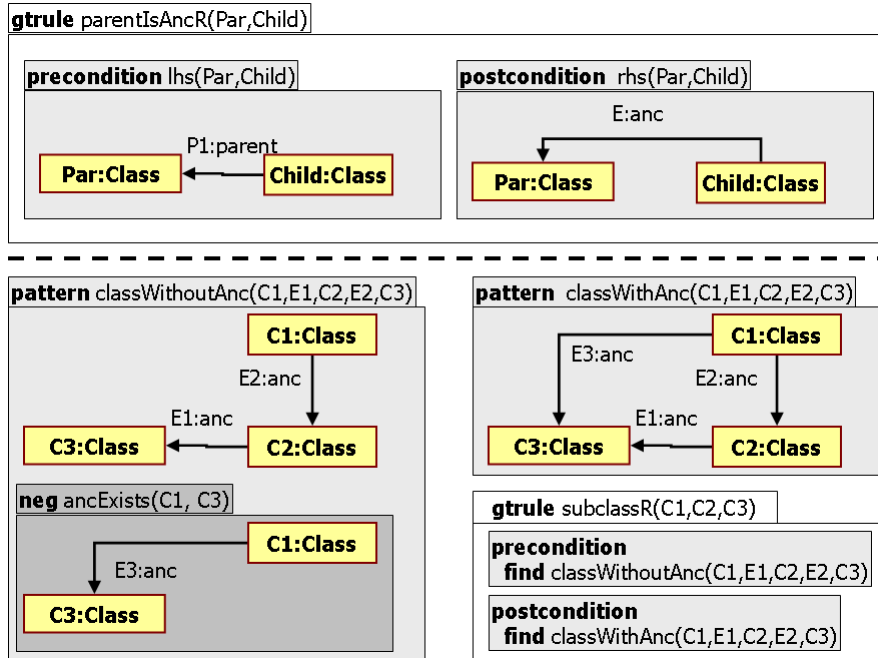 gtrule parentIsAncR(Par,Child)
precondition lhs(Par,Child)
P1:parent
Par:Class
Child:Class
postcondition rhs(Par,Child)
E:anc
Par:Class
Child:Class
pattern classWithoutAnc(C1,E1,C2,E2,C3)
C1:Class
E2:anc
E1:anc
C3:Class
C2:Class
neg ancExists(C1, C3)
C1:Class
E3:anc
C3:Class
pattern classWithAnc(C1,E1,C2,E2,C3)
C1:Class
E3:anc
E2:anc
E1:anc
C3:Class
C2:Class
gtrule subclassR(C1,C2,C3)
precondition
find classWithoutAnc(C1,E1,C2,E2,C3)
postcondition
find classWithAnc(C1,E1,C2,E2,C3)